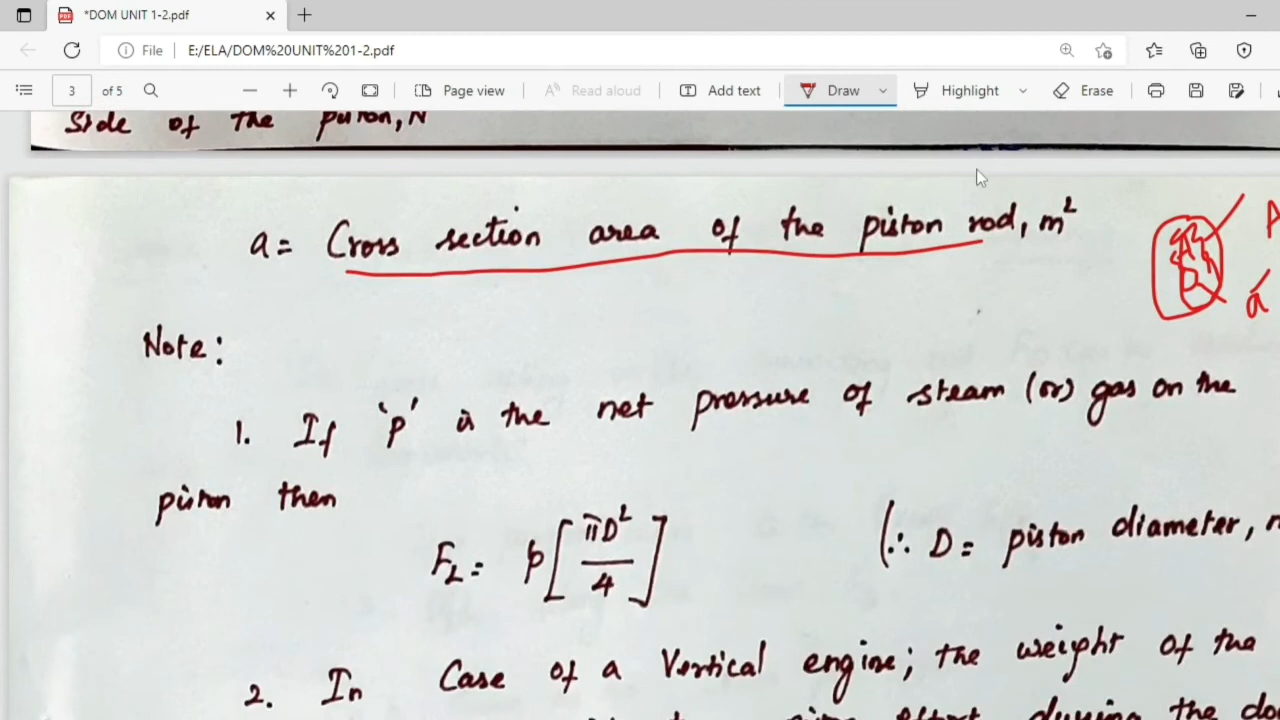 *DOM UNIT 1-2.pdf
File E:/ELA/DOM%20UNIT%201-2.pdf
3 of 5 Page view Read aloud Add text Draw Highlight Erase
Side of the piston, N
a = Cross section area of the piston rod, m²
A
a
Note:
1. If 'p' is the net pressure of steam (or) gas on the
piston then
F_L = p[πD²/4] (∴ D = piston diameter,
2. In Case of a Vertical engine; the weight of the
effort during the